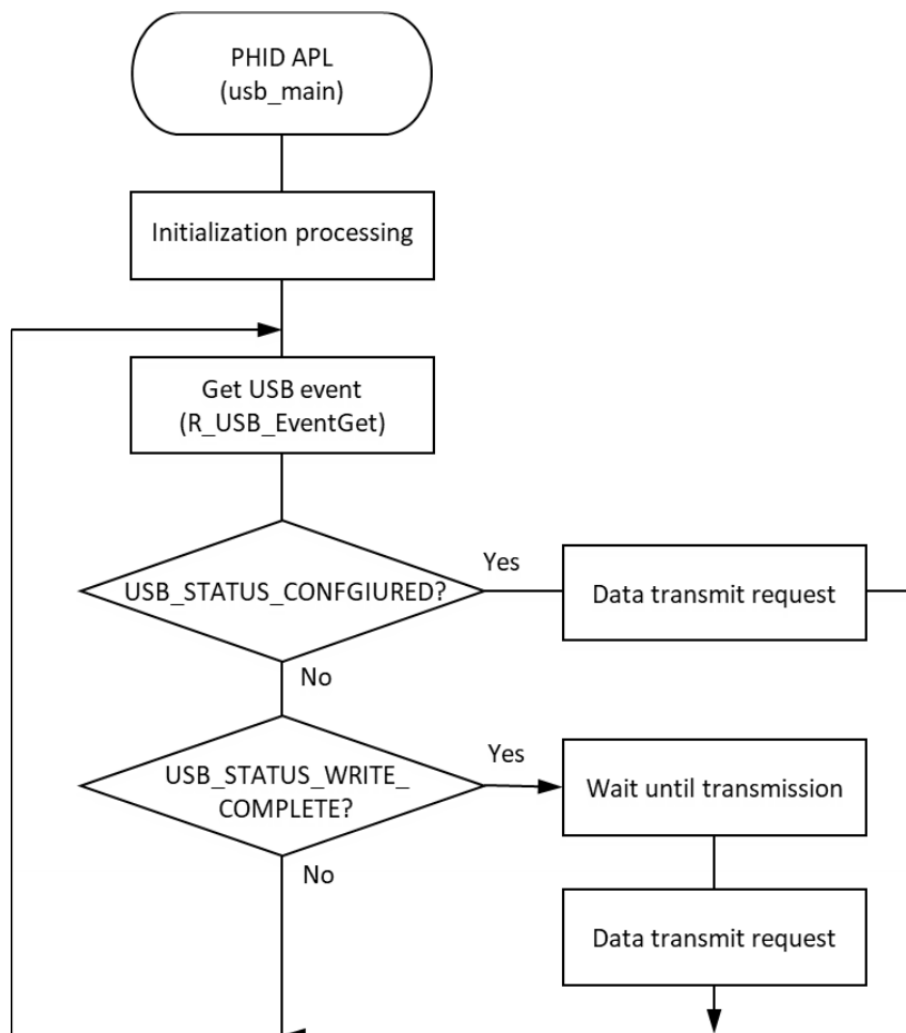 PHID APL
(usb_main)
Initialization processing
Get USB event
(R_USB_EventGet)
USB_STATUS_CONFGIURED?
Yes
Data transmit request
No
USB_STATUS_WRITE_
COMPLETE?
Yes
Wait until transmission
No
Data transmit request